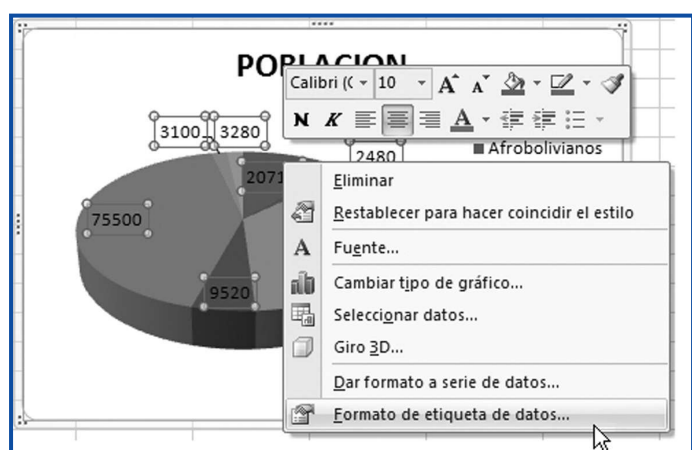 POBLACION
Calibri (C 10 A A
N K A
3100 3280
2480
Afrobolivianos
2071
75500
9520
Eliminar
Restablecer para hacer coincidir el estilo
A Fuente...
Cambiar tipo de gráfico...
Seleccionar datos...
Giro 3D...
Dar formato a serie de datos...
Formato de etiqueta de datos...